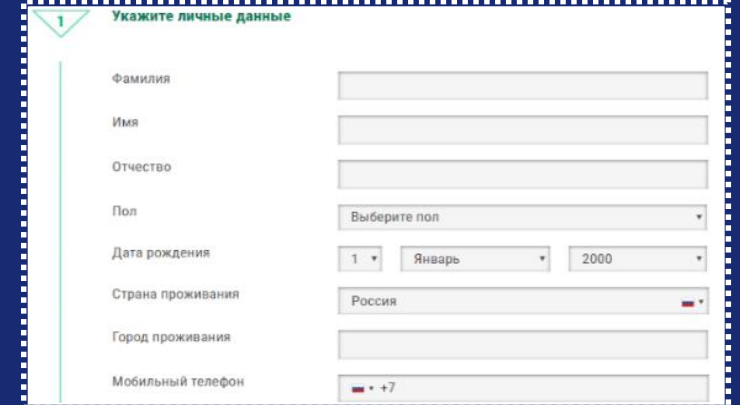 1 Укажите личные данные
Фамилия
Имя
Отчество
Пол Выберите пол
Дата рождения 1 Январь 2000
Страна проживания Россия
Город проживания
Мобильный телефон +7